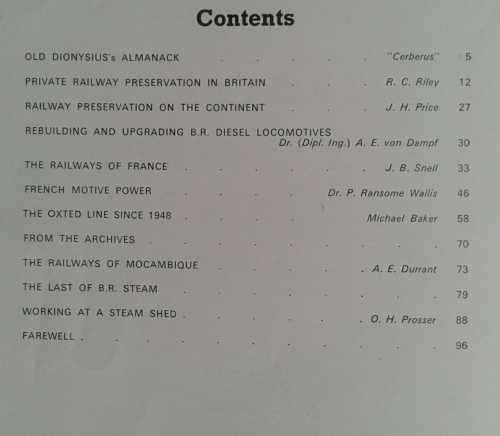 Contents
OLD DIONYSIUS's ALMANACK . . . . . "Cerberus" 5
PRIVATE RAILWAY PRESERVATION IN BRITAIN . . . R. C. Riley 12
RAILWAY PRESERVATION ON THE CONTINENT . . . J. H. Price 27
REBUILDING AND UPGRADING B.R. DIESEL LOCOMOTIVES
Dr. (Dipl. Ing.) A. E. von Dampf 30
THE RAILWAYS OF FRANCE . . . . . . J. B. Snell 33
FRENCH MOTIVE POWER . . . . Dr. P. Ransome Wallis 46
THE OXTED LINE SINCE 1948 . . . . . Michael Baker 58
FROM THE ARCHIVES . . . . . . . . 70
THE RAILWAYS OF MOCAMBIQUE . . . . . A. E. Durrant 73
THE LAST OF B.R. STEAM . . . . . . . 79
WORKING AT A STEAM SHED . . . . . . O. H. Prosser 88
FAREWELL . . . . . . . . . . 96